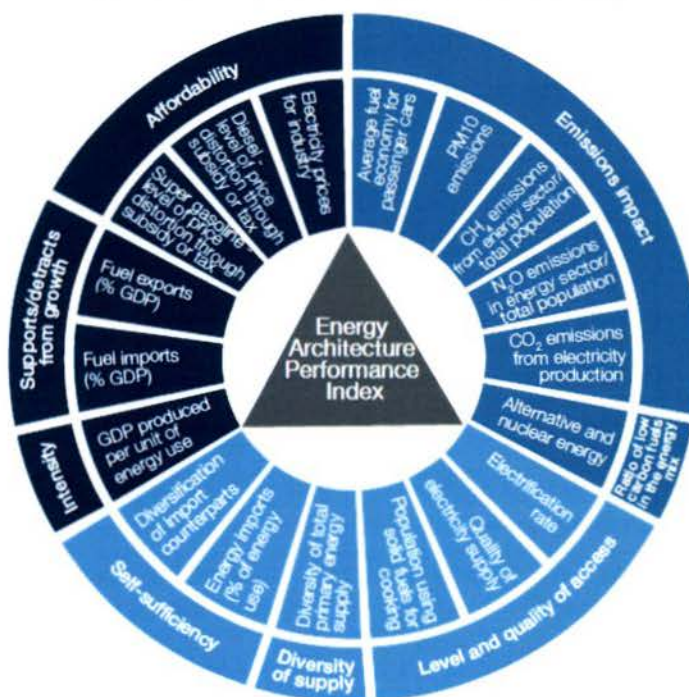 Affordability
Electricity prices
for industry
Diesel -
level of price
distortion through
subsidy or tax
Super gasoline -
level of price
distortion through
subsidy or tax
Supports/detracts
from growth
Fuel exports
(% GDP)
Fuel imports
(% GDP)
Intensity
GDP produced
per unit of
energy use
Emissions impact
Average fuel
economy for
passenger cars
PM10
emissions
CH₄ emissions
from energy sector/
total population
N₂O emissions
in energy sector/
total population
CO₂ emissions
from electricity
production
Ratio of low
carbon fuels
in the energy
mix
Alternative and
nuclear energy
Level and quality of access
Electrification
rate
Quality of
electricity supply
Population using
solid fuels for
cooking
Diversity
of supply
Diversity of total
primary energy
supply
Self-sufficiency
Energy imports
(% of energy
use)
Diversification
of import
counterparts
Energy
Architecture
Performance
Index